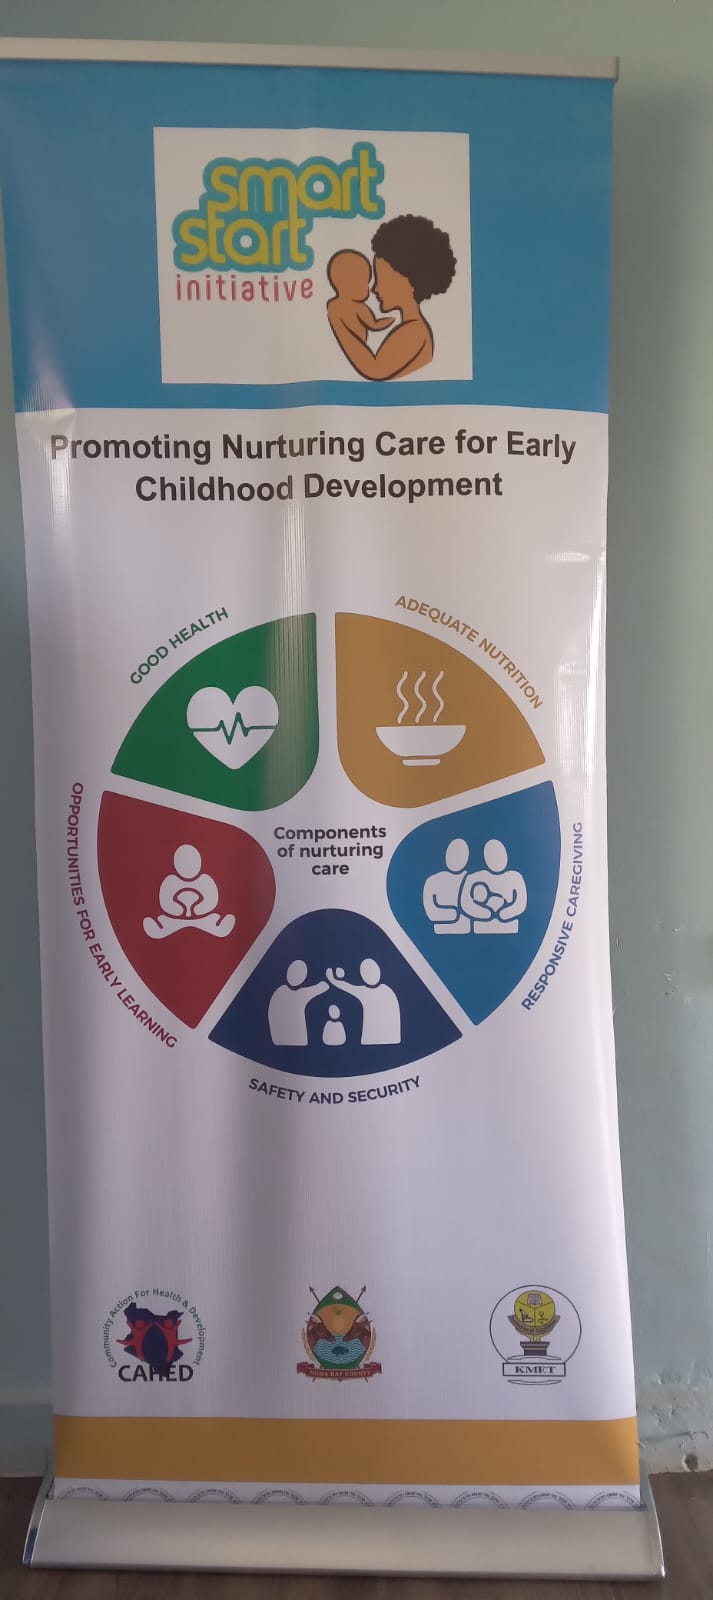 smart
start
initiative
Promoting Nurturing Care for Early
Childhood Development
GOOD HEALTH
ADEQUATE NUTRITION
OPPORTUNITIES FOR EARLY LEARNING
Components
of nurturing
care
RESPONSIVE CAREGIVING
SAFETY AND SECURITY
Community Action For Health & Development
CAHED
HOMA BAY COUNTY
KMET